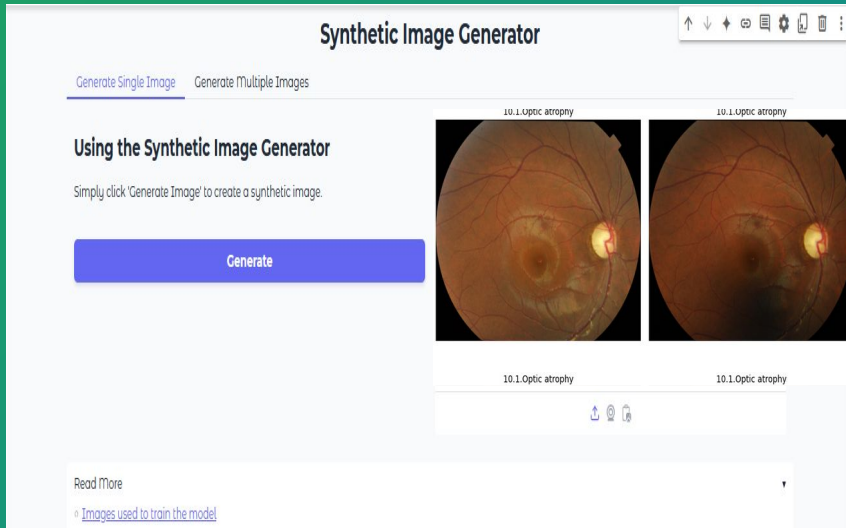 Synthetic Image Generator
Generate Single Image Generate Multiple Images
10.1.Optic atrophy 10.1.Optic atrophy
Using the Synthetic Image Generator
Simply click 'Generate Image' to create a synthetic image.
Generate
10.1.Optic atrophy 10.1.Optic atrophy
Read More
Images used to train the model